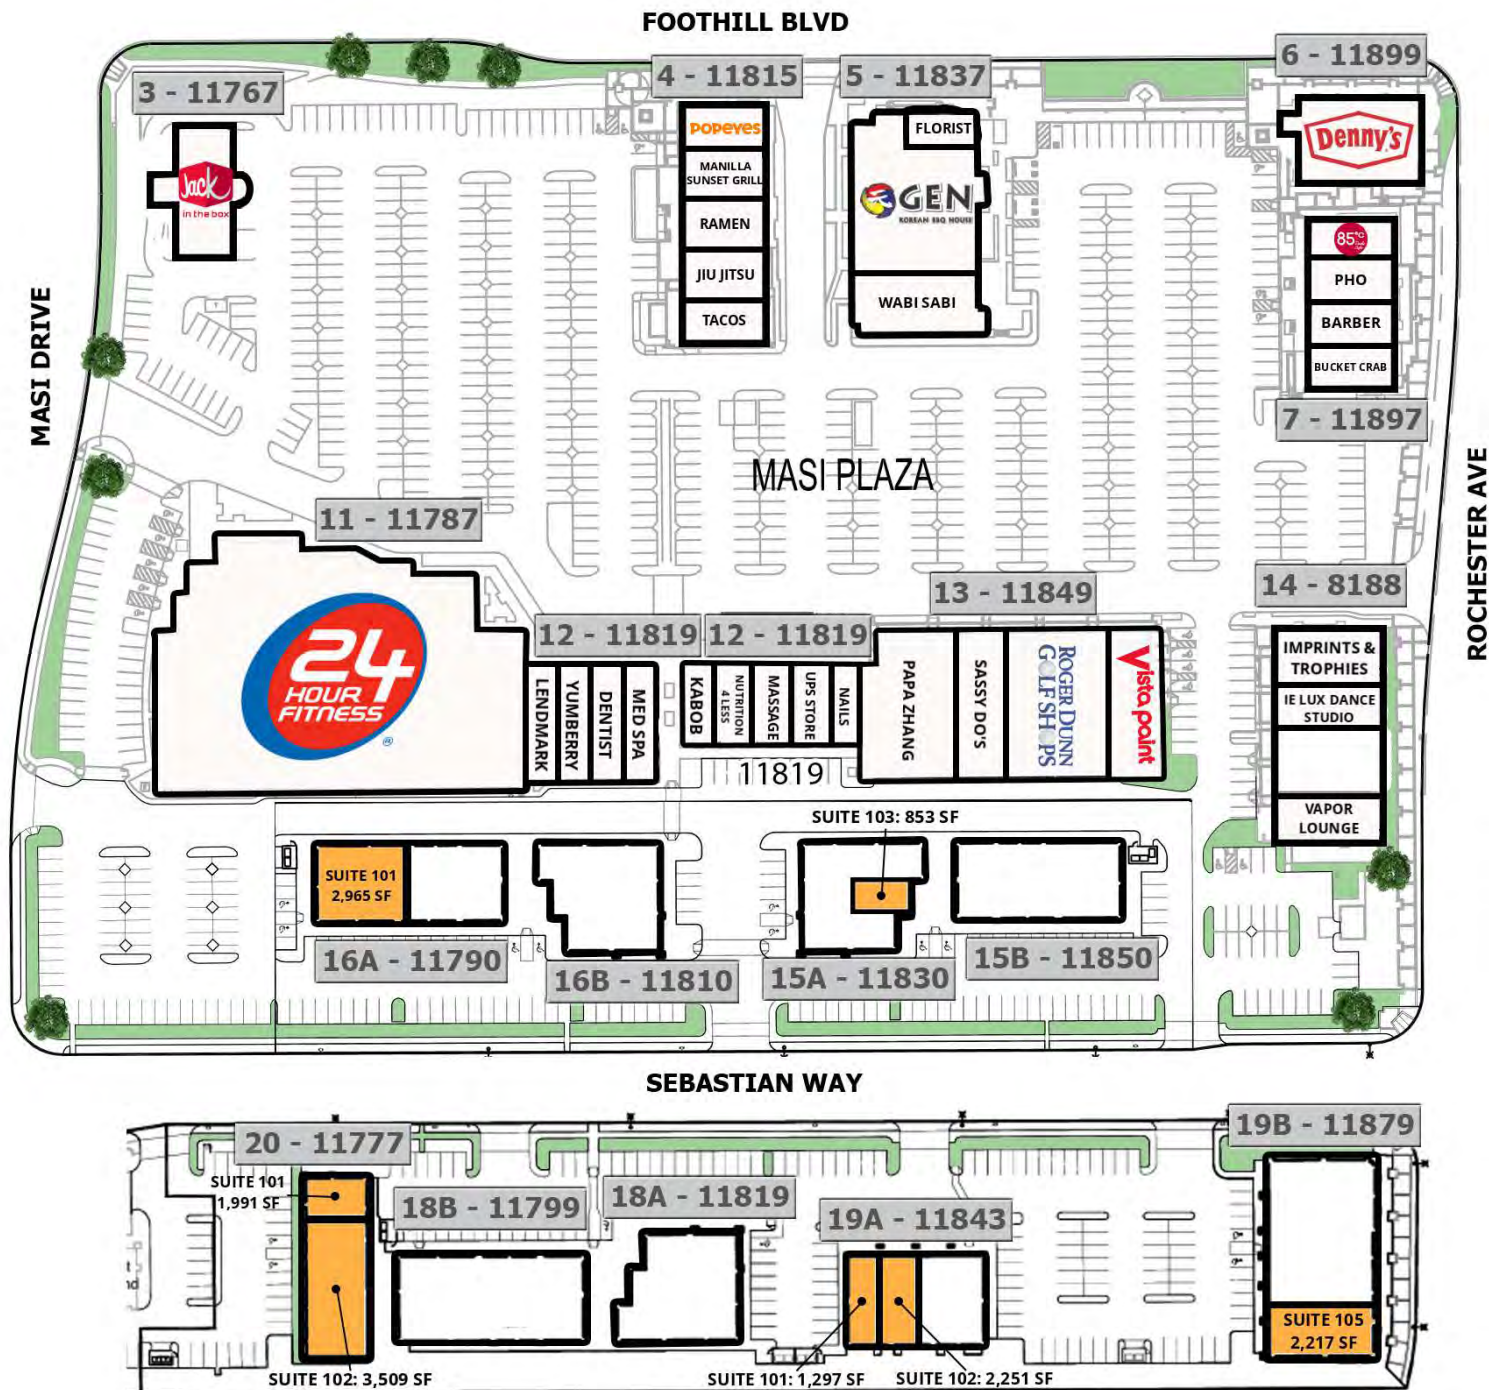 FOOTHILL BLVD
3 - 11767
4 - 11815
5 - 11837
6 - 11899
Jack
in the box
POPEYES
MANILLA
SUNSET GRILL
RAMEN
JIU JITSU
TACOS
FLORIST
GEN
KOREAN BBQ HOUSE
WABI SABI
Denny's
85°C
PHO
BARBER
BUCKET CRAB
7 - 11897
MASI DRIVE
ROCHESTER AVE
MASI PLAZA
11 - 11787
24
HOUR
FITNESS
®
12 - 11819
12 - 11819
13 - 11849
14 - 8188
LENDMARK
YUMBERRY
DENTIST
MED SPA
KABOB
NUTRITION
4 LESS
MASSAGE
UPS STORE
NAILS
PAPA ZHANG
SASSY DO'S
ROGER DUNN
GOLF SHOPS
Vista paint
IMPRINTS &
TROPHIES
IE LUX DANCE
STUDIO
VAPOR
LOUNGE
11819
SUITE 103: 853 SF
SUITE 101
2,965 SF
16A - 11790
16B - 11810
15A - 11830
15B - 11850
SEBASTIAN WAY
20 - 11777
19B - 11879
SUITE 101
1,991 SF
18B - 11799
18A - 11819
19A - 11843
SUITE 105
2,217 SF
SUITE 102: 3,509 SF
SUITE 101: 1,297 SF
SUITE 102: 2,251 SF